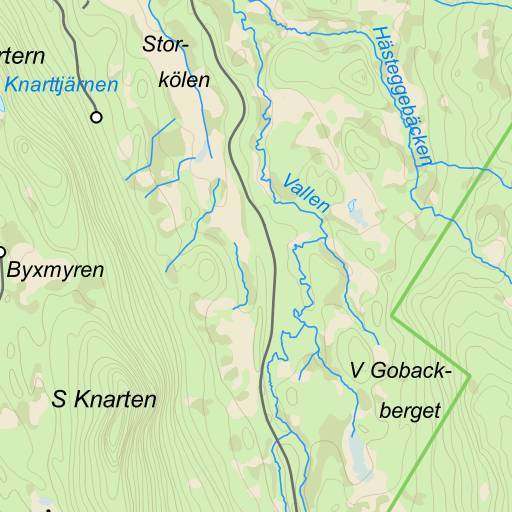 Stor-
kölen
rtern
Knarttjärnen
Hästeggebäcken
Vallen
Byxmyren
V Goback-
berget
S Knarten